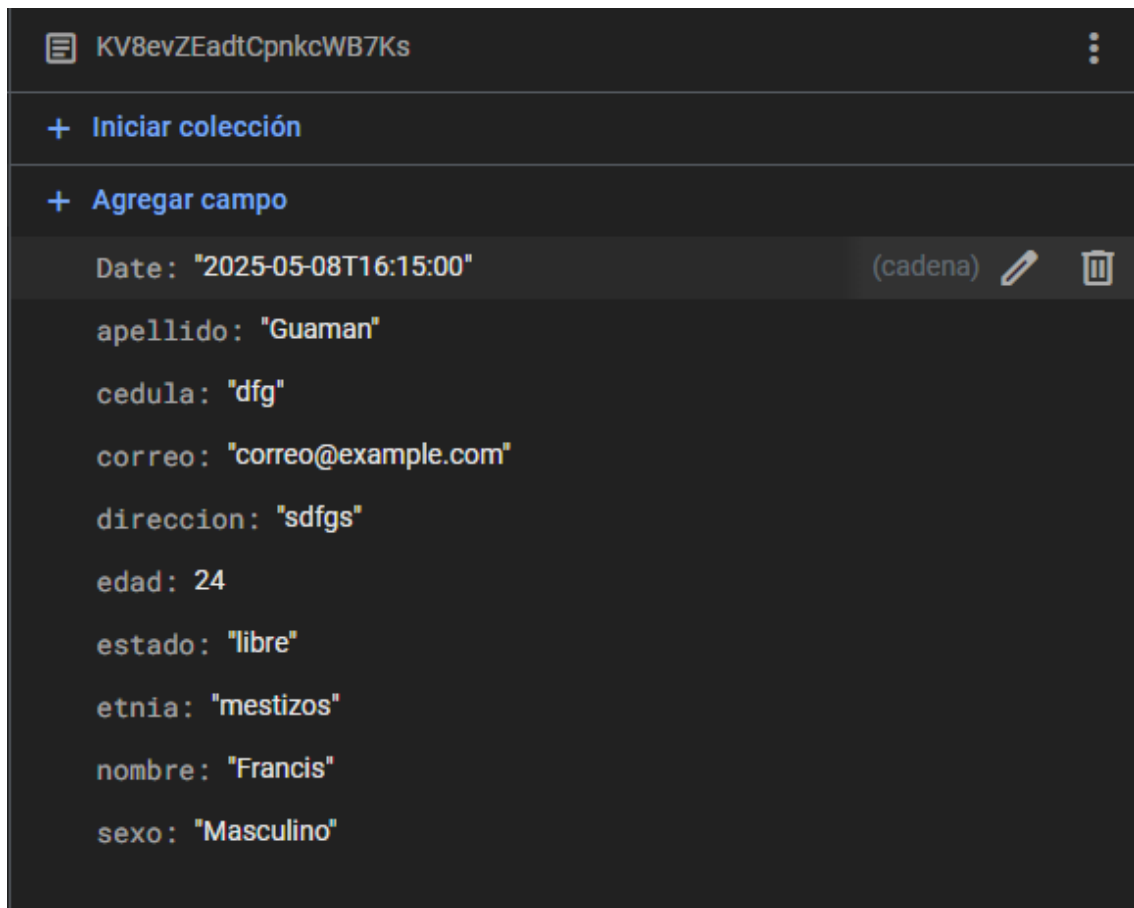 KV8evZEadtCpnkcWB7Ks
+ Iniciar colección
+ Agregar campo
Date: "2025-05-08T16:15:00" (cadena)
apellido: "Guaman"
cedula: "dfg"
correo: "correo@example.com"
direccion: "sdfgs"
edad: 24
estado: "libre"
etnia: "mestizos"
nombre: "Francis"
sexo: "Masculino"